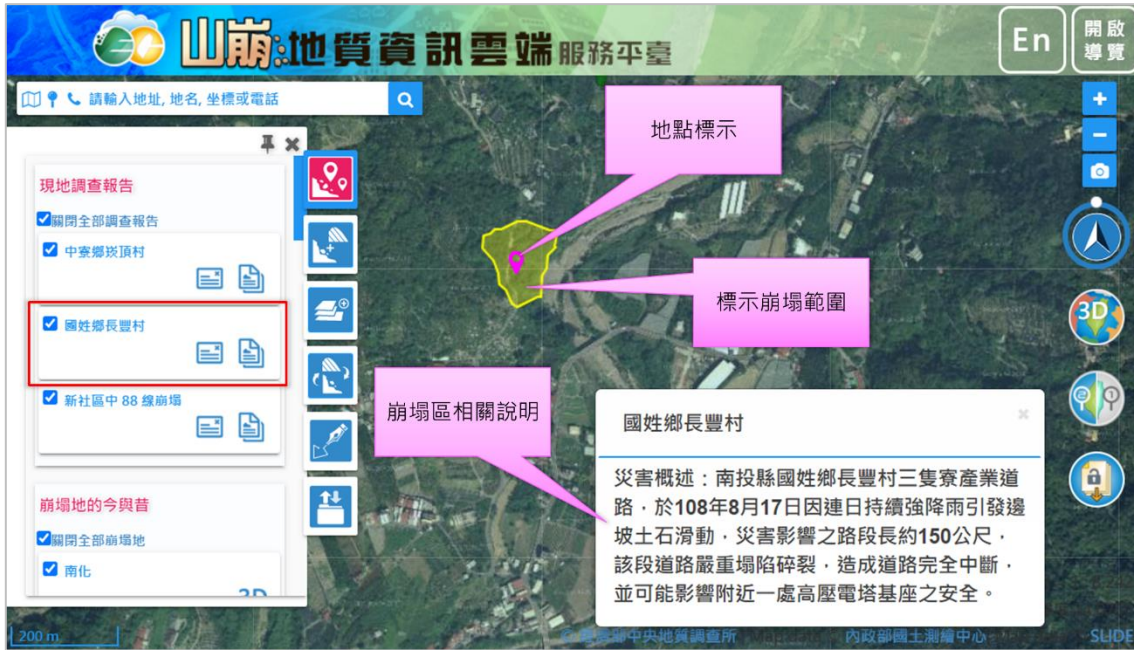 山崩地質資訊雲端服務平臺
En
開啟
導覽
請輸入地址, 地名, 坐標或電話
現地調查報告
關閉全部調查報告
中寮鄉崁頂村
國姓鄉長豐村
新社區中 88 線崩塌
崩塌地的今與昔
關閉全部崩塌地
南化
3D
地點標示
標示崩塌範圍
崩塌區相關說明
國姓鄉長豐村
災害概述：南投縣國姓鄉長豐村三隻寮產業道
路，於108年8月17日因連日持續強降雨引發邊
坡土石滑動，災害影響之路段長約150公尺，
該段道路嚴重塌陷碎裂，造成道路完全中斷，
並可能影響附近一處高壓電塔基座之安全。
3D
200 m
中央地質調查所
內政部國土測繪中心
SLIDE